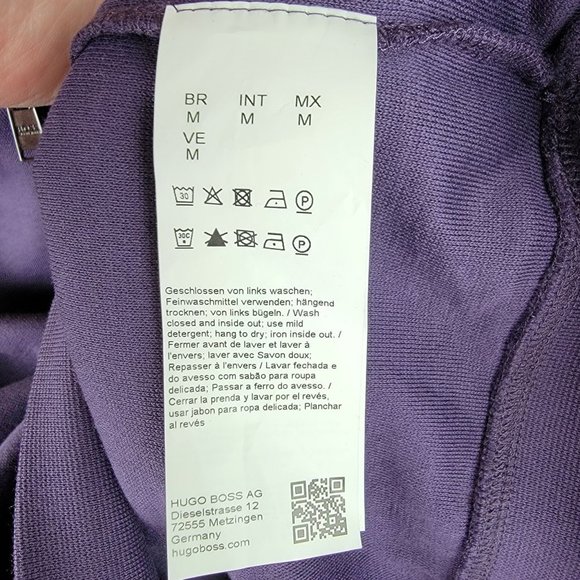 BR INT MX
M M M
VE
M
30 P
30C P
Geschlossen von links waschen;
Feinwaschmittel verwenden; hängend
trocknen; von links bügeln. / Wash
closed and inside out; use mild
detergent; hang to dry; iron inside out. /
Fermer avant de laver et laver à
l'envers; laver avec Savon doux;
Repasser à l'envers / Lavar fechada e
do avesso com sabão para roupa
delicada; Passar a ferro do avesso. /
Cerrar la prenda y lavar por el revés,
usar jabon para ropa delicada; Planchar
al revés
HUGO BOSS AG
Dieselstrasse 12
72555 Metzingen
Germany
hugoboss.com
BOSS